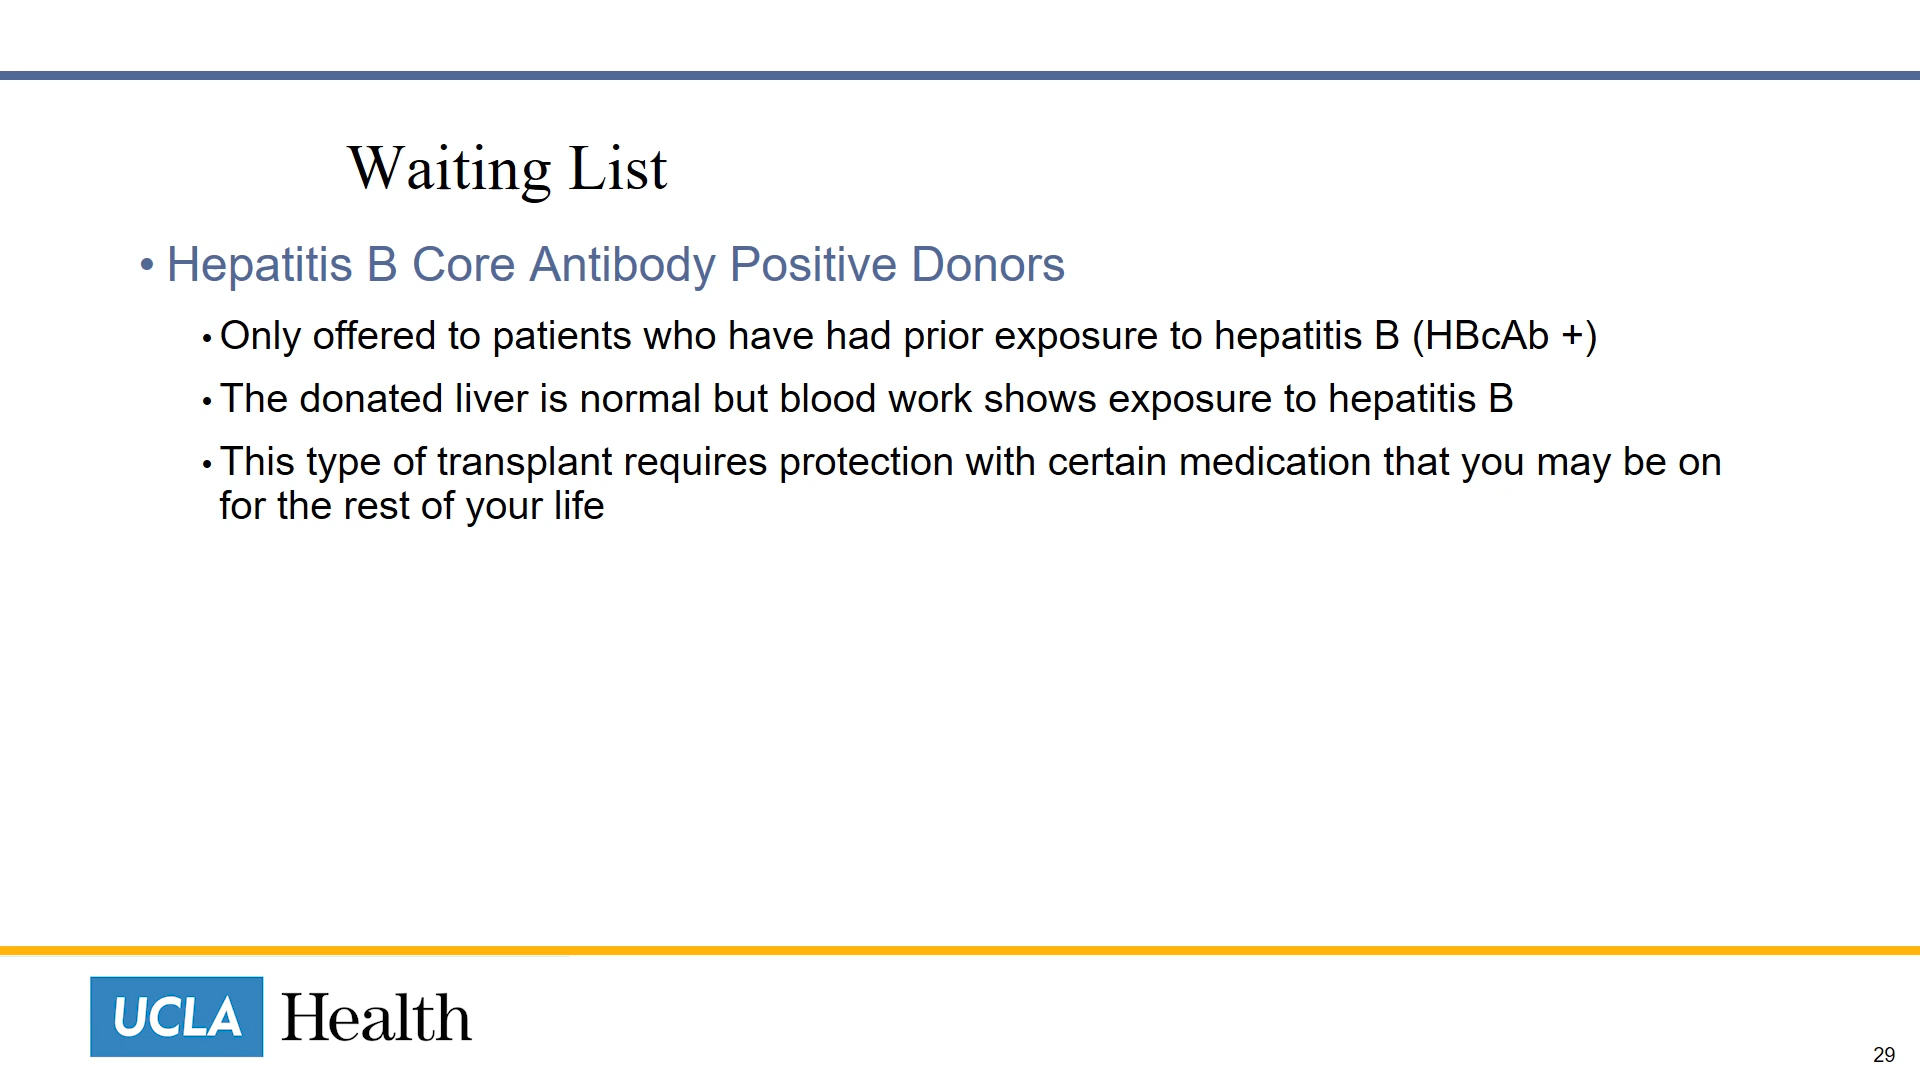 Waiting List
• Hepatitis B Core Antibody Positive Donors
• Only offered to patients who have had prior exposure to hepatitis B (HBcAb +)
• The donated liver is normal but blood work shows exposure to hepatitis B
• This type of transplant requires protection with certain medication that you may be on
for the rest of your life
UCLA Health
29